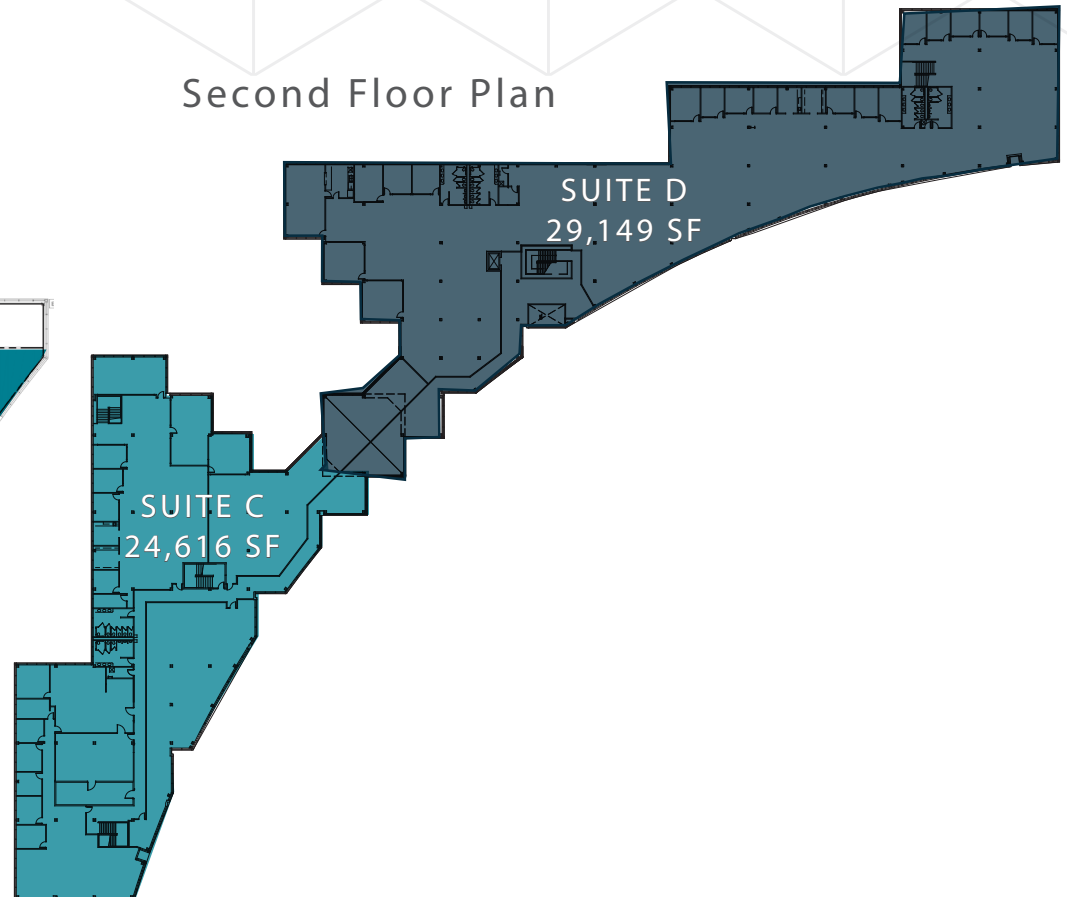 Second Floor Plan
SUITE D
29,149 SF
SUITE C
24,616 SF